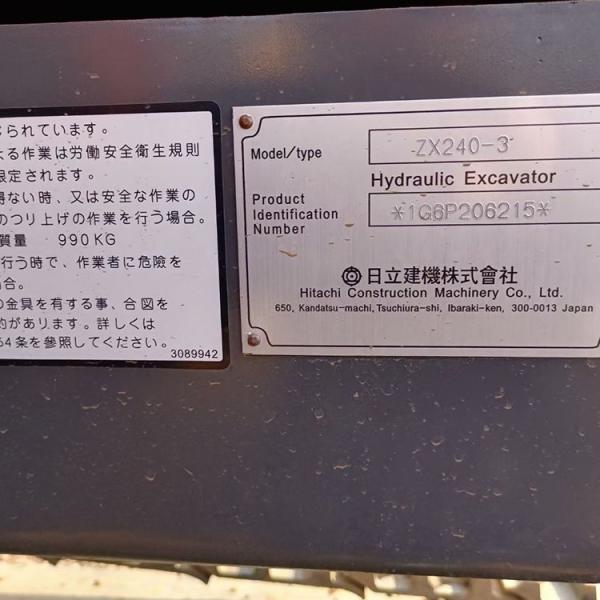 られています。
よる作業は労働安全衛生規則
限定されます。
得ない時、又は安全な作業の
のつり上げの作業を行う場合。
質量 990KG
行う時で、作業者に危険を
場合。
の金具を有する事、合図を
約があります。詳しくは
64条を参照してください。
3089942
Model/type ZX240-3
Hydraulic Excavator
Product
Identification
Number
*1G6P206215*
日立建機株式會社
Hitachi Construction Machinery Co., Ltd.
650, Kandatsu-machi, Tsuchiura-shi, Ibaraki-ken, 300-0013 Japan